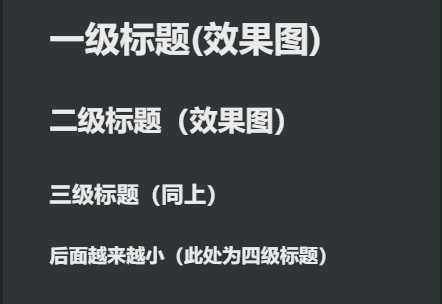 一级标题(效果图)
二级标题（效果图）
三级标题（同上）
后面越来越小（此处为四级标题）